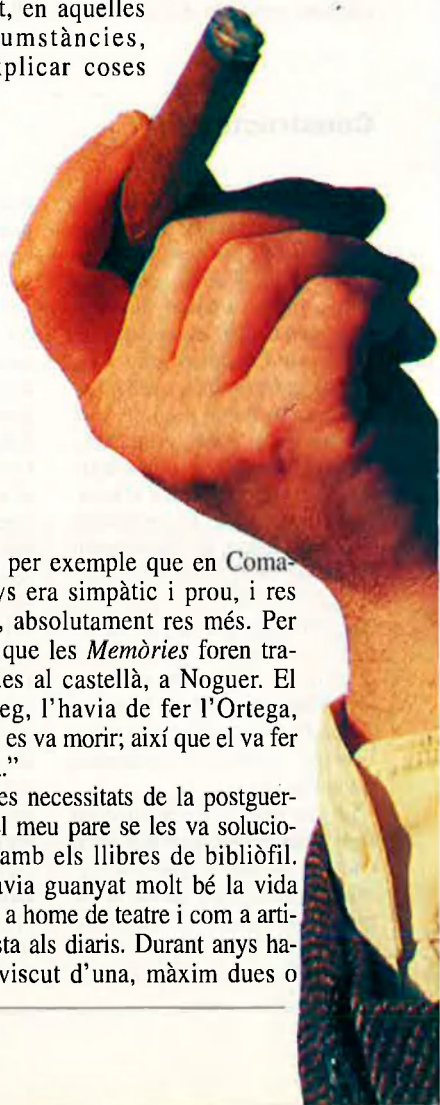 t, en aquelles
umstàncies,
plicar coses
per exemple que en Coma-
ys era simpàtic i prou, i res
, absolutament res més. Per
que les Memòries foren tra-
es al castellà, a Noguer. El
eg, l'havia de fer l'Ortega,
es va morir; així que el va fer
.”
es necessitats de la postguer-
l meu pare se les va solucio-
amb els llibres de bibliòfil.
avia guanyat molt bé la vida
a home de teatre i com a arti-
sta als diaris. Durant anys ha-
viscut d'una, màxim dues o